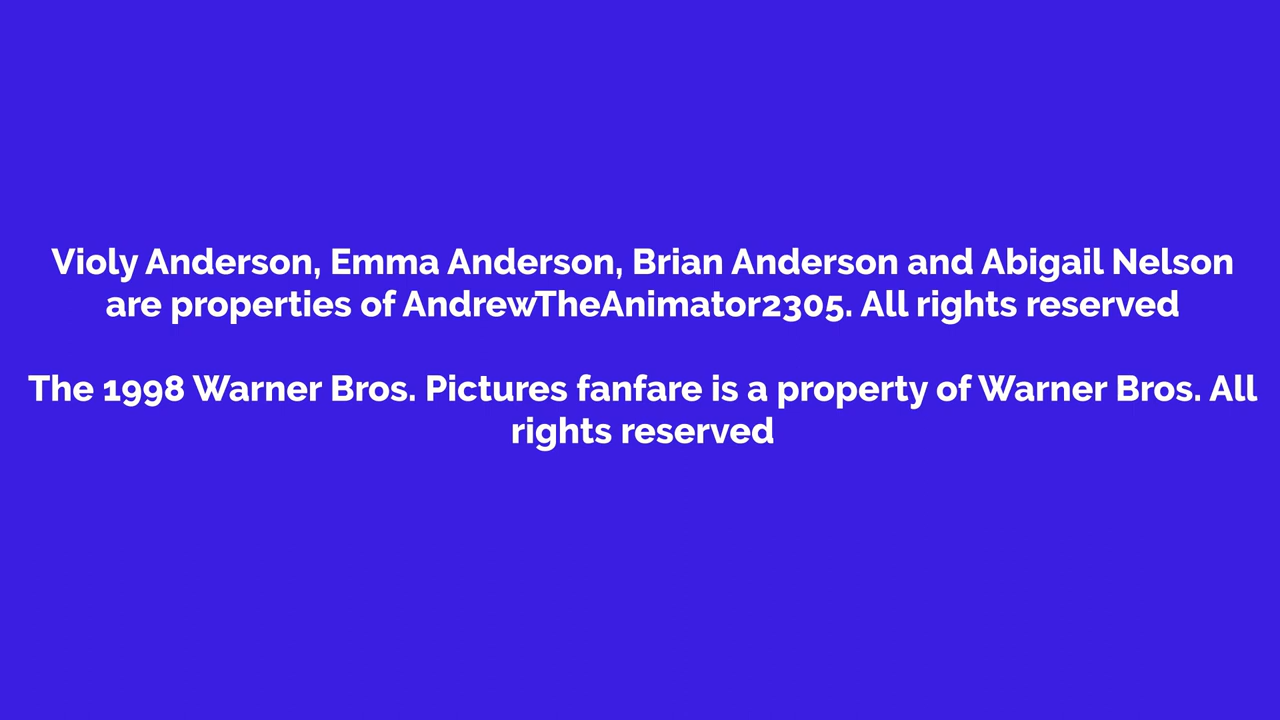 Violy Anderson, Emma Anderson, Brian Anderson and Abigail Nelson
are properties of AndrewTheAnimator2305. All rights reserved
The 1998 Warner Bros. Pictures fanfare is a property of Warner Bros. All
rights reserved